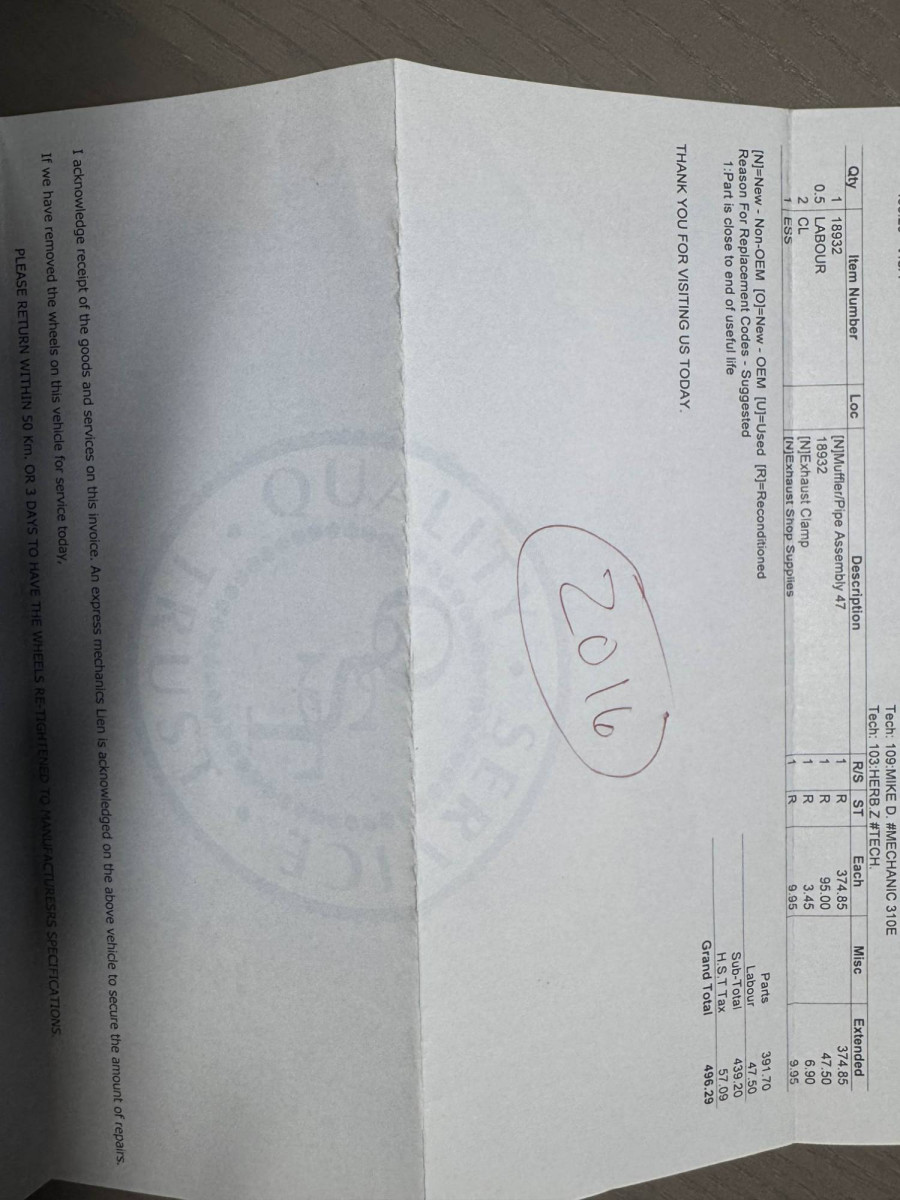 Tech: 109:MIKE D. #MECHANIC 310E
Tech: 103:HERB.Z #TECH.
Qty Item Number Loc Description R/S ST Each Misc Extended
1 18932 [N]Muffler/Pipe Assembly 47 1 R 374.85 374.85
0.5 LABOUR 18932 1 R 95.00 47.50
2 CL [N]Exhaust Clamp 1 R 3.45 6.90
1 ESS [N]Exhaust Shop Supplies 1 R 9.95 9.95
[N]=New - Non-OEM [O]=New - OEM [U]=Used [R]=Reconditioned
Reason For Replacement Codes - Suggested
1:Part is close to end of useful life
Parts 391.70
Labour 47.50
Sub-Total 439.20
H.S.T Tax 57.09
Grand Total 496.29
THANK YOU FOR VISITING US TODAY.
2016
QUALITY SERVICE TRUST
QST
I acknowledge receipt of the goods and services on this invoice. An express mechanics Lien is acknowledged on the above vehicle to secure the amount of repairs.
If we have removed the wheels on this vehicle for service today,
PLEASE RETURN WITHIN 50 Km. OR 3 DAYS TO HAVE THE WHEELS RE-TIGHTENED TO MANUFACTURESRS SPECIFICATIONS.